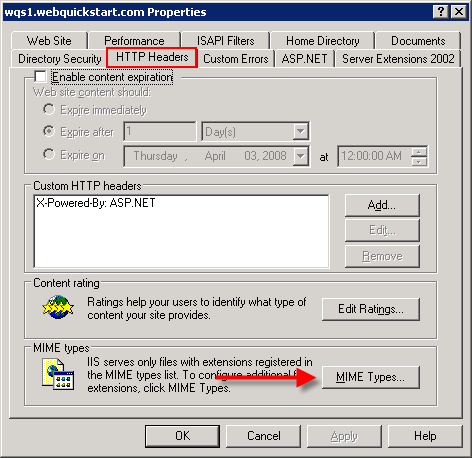 wqs1.webquickstart.com Properties
Web Site Performance ISAPI Filters Home Directory Documents
Directory Security HTTP Headers Custom Errors ASP.NET Server Extensions 2002
Enable content expiration
Web site content should:
Expire immediately
Expire after 1 Day(s)
Expire on Thursday , April 03, 2008 at 12:00:00 AM
Custom HTTP headers
X-Powered-By: ASP.NET
Add...
Edit...
Remove
Content rating
Ratings help your users to identify what type of
content your site provides.
Edit Ratings...
MIME types
IIS serves only files with extensions registered in
the MIME types list. To configure additional
extensions, click MIME Types.
MIME Types...
OK Cancel Apply Help